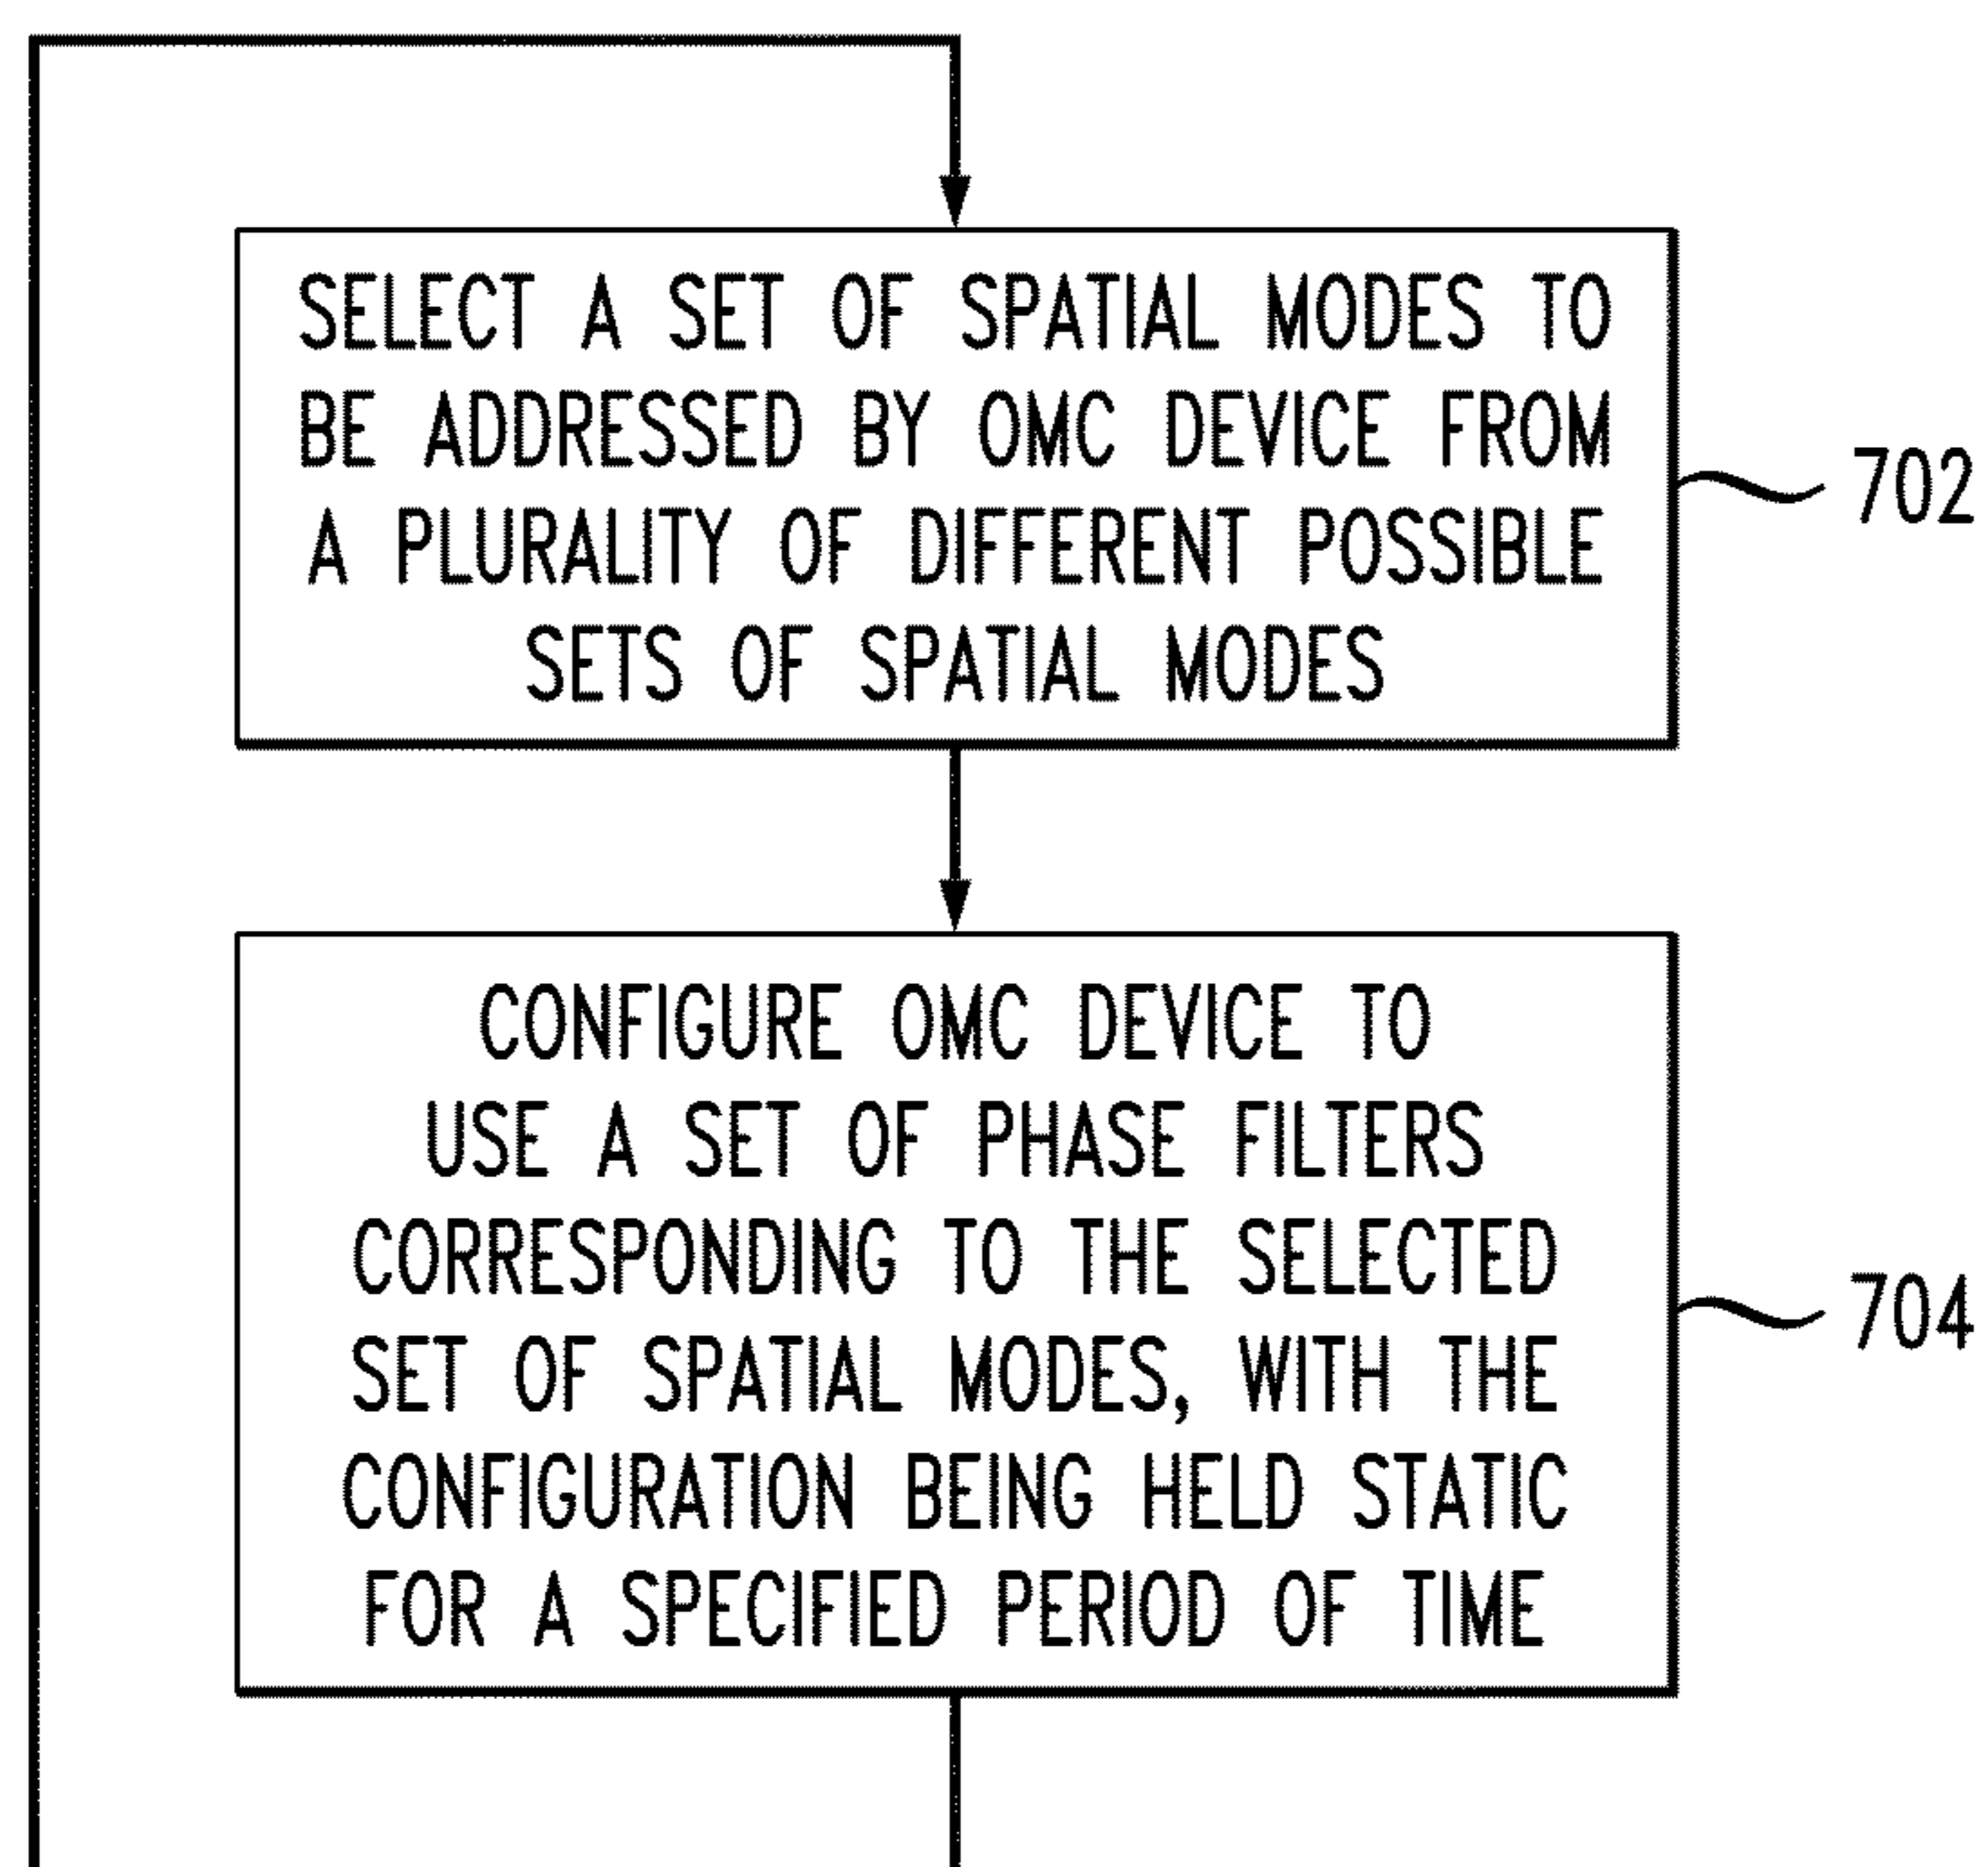 SELECT A SET OF SPATIAL MODES TO
BE ADDRESSED BY OMC DEVICE FROM
A PLURALITY OF DIFFERENT POSSIBLE
SETS OF SPATIAL MODES
702
CONFIGURE OMC DEVICE TO
USE A SET OF PHASE FILTERS
CORRESPONDING TO THE SELECTED
SET OF SPATIAL MODES, WITH THE
CONFIGURATION BEING HELD STATIC
FOR A SPECIFIED PERIOD OF TIME
704